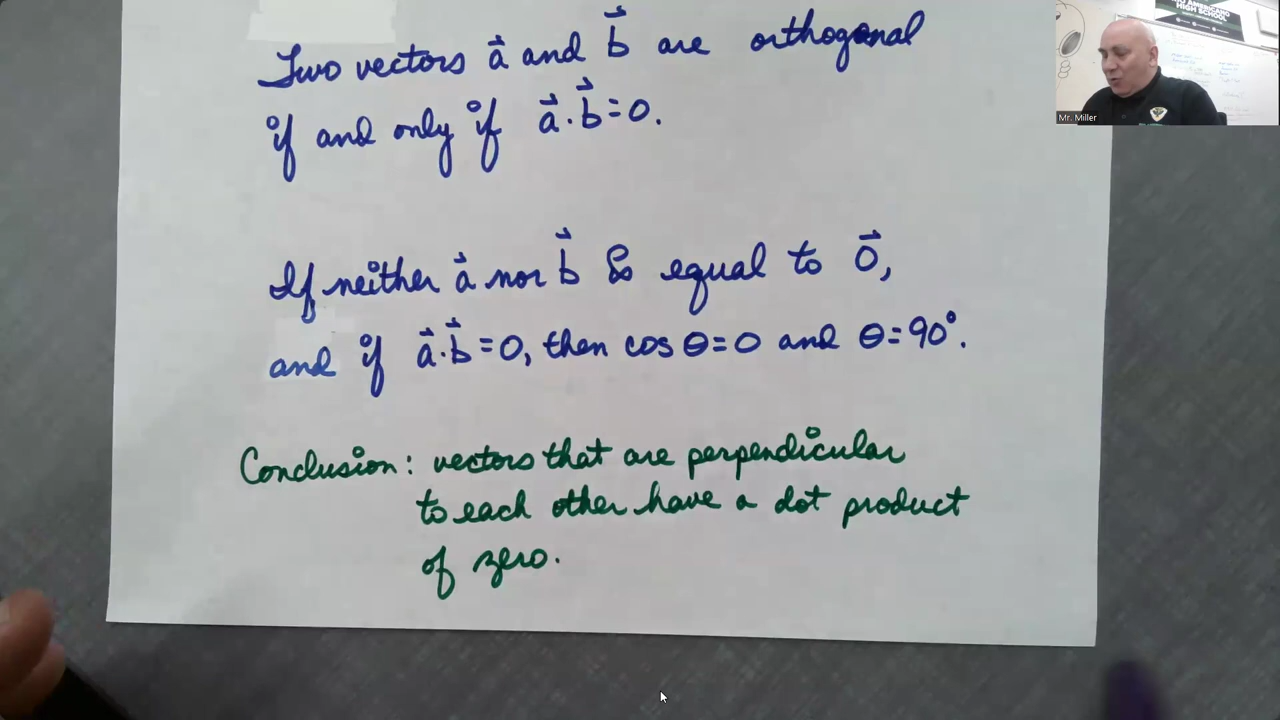 Two vectors a⃗ and b⃗ are orthogonal
if and only if a⃗·b⃗=0.
If neither a⃗ nor b⃗ is equal to 0⃗,
and if a⃗·b⃗=0, then cos θ=0 and θ=90°.
Conclusion: vectors that are perpendicular
to each other have a dot product
of zero.
HIGH SCHOOL
Mr. Miller